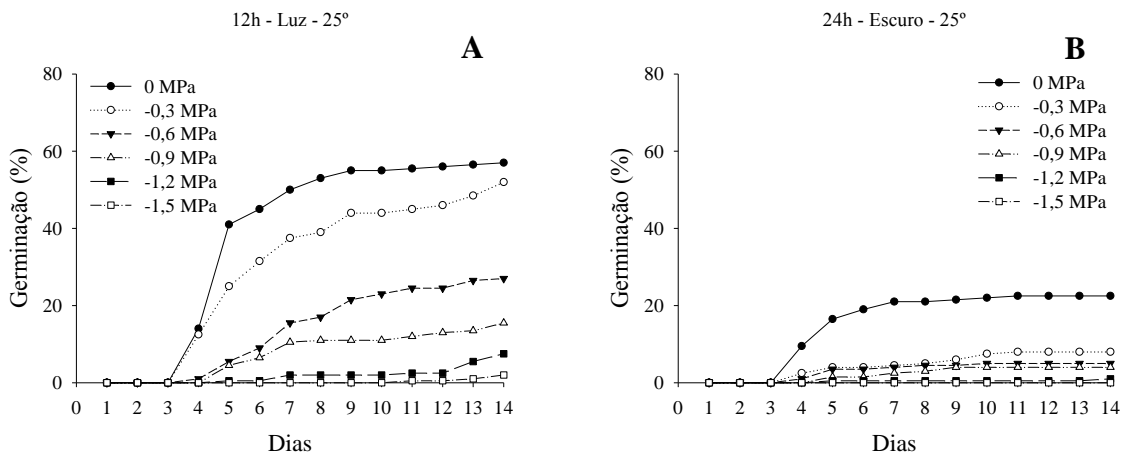 12h - Luz - 25º
A
80
60
40
20
0
Germinação (%)
0 MPa
-0,3 MPa
-0,6 MPa
-0,9 MPa
-1,2 MPa
-1,5 MPa
0 1 2 3 4 5 6 7 8 9 10 11 12 13 14
Dias
24h - Escuro - 25º
B
80
60
40
20
0
Germinação (%)
0 MPa
-0,3 MPa
-0,6 MPa
-0,9 MPa
-1,2 MPa
-1,5 MPa
0 1 2 3 4 5 6 7 8 9 10 11 12 13 14
Dias